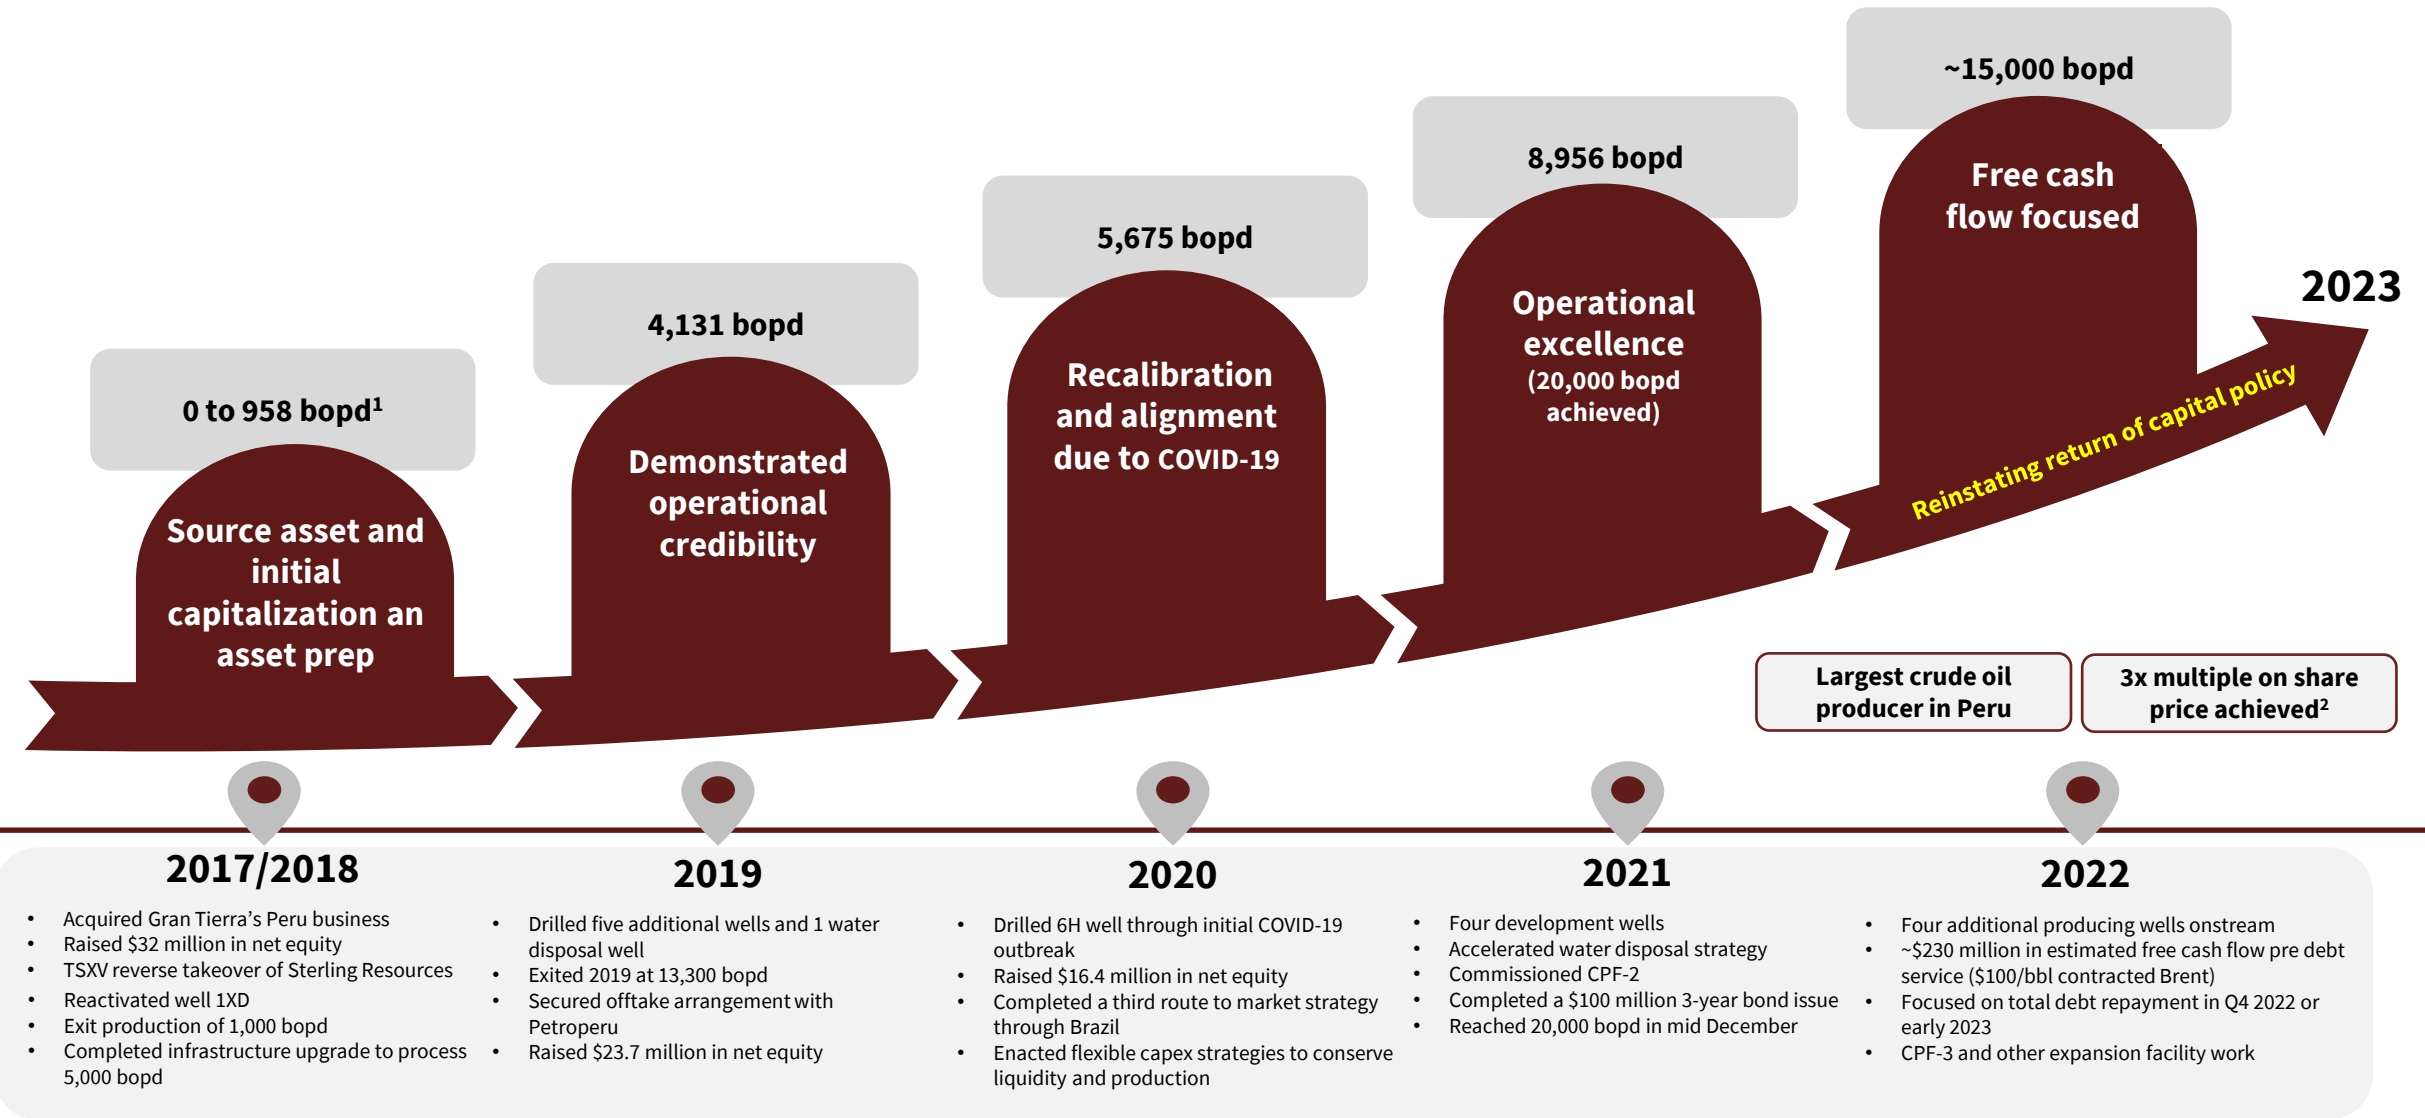 ~15,000 bopd
8,956 bopd
5,675 bopd
4,131 bopd
0 to 958 bopd¹
Source asset and
initial
capitalization an
asset prep
Demonstrated
operational
credibility
Recalibration
and alignment
due to COVID-19
Operational
excellence
(20,000 bopd
achieved)
Free cash
flow focused
2023
Reinstating return of capital policy
Largest crude oil
producer in Peru
3x multiple on share
price achieved²
2017/2018
• Acquired Gran Tierra’s Peru business
• Raised $32 million in net equity
• TSXV reverse takeover of Sterling Resources
• Reactivated well 1XD
• Exit production of 1,000 bopd
• Completed infrastructure upgrade to process
5,000 bopd
2019
• Drilled five additional wells and 1 water
disposal well
• Exited 2019 at 13,300 bopd
• Secured offtake arrangement with
Petroperu
• Raised $23.7 million in net equity
2020
• Drilled 6H well through initial COVID-19
outbreak
• Raised $16.4 million in net equity
• Completed a third route to market strategy
through Brazil
• Enacted flexible capex strategies to conserve
liquidity and production
2021
• Four development wells
• Accelerated water disposal strategy
• Commissioned CPF-2
• Completed a $100 million 3-year bond issue
• Reached 20,000 bopd in mid December
2022
• Four additional producing wells onstream
• ~$230 million in estimated free cash flow pre debt
service ($100/bbl contracted Brent)
• Focused on total debt repayment in Q4 2022 or
early 2023
• CPF-3 and other expansion facility work